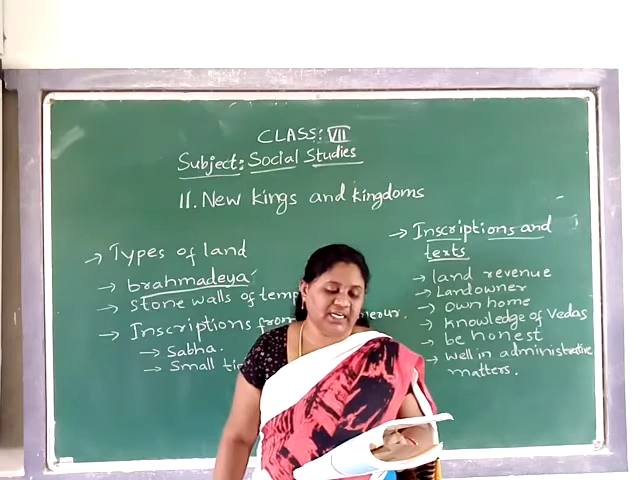 CLASS: VII
Subject: Social Studies
11. New kings and kingdoms
→ Types of land
→ brahmadeya'
→ stone walls of
→ Inscriptions from
→ Sabha.
→ Small
→ Inscriptions and
texts
→ land revenue
→ Landowner
→ own home
→ knowledge of Vedas
→ be honest
→ well in administrative
matters.